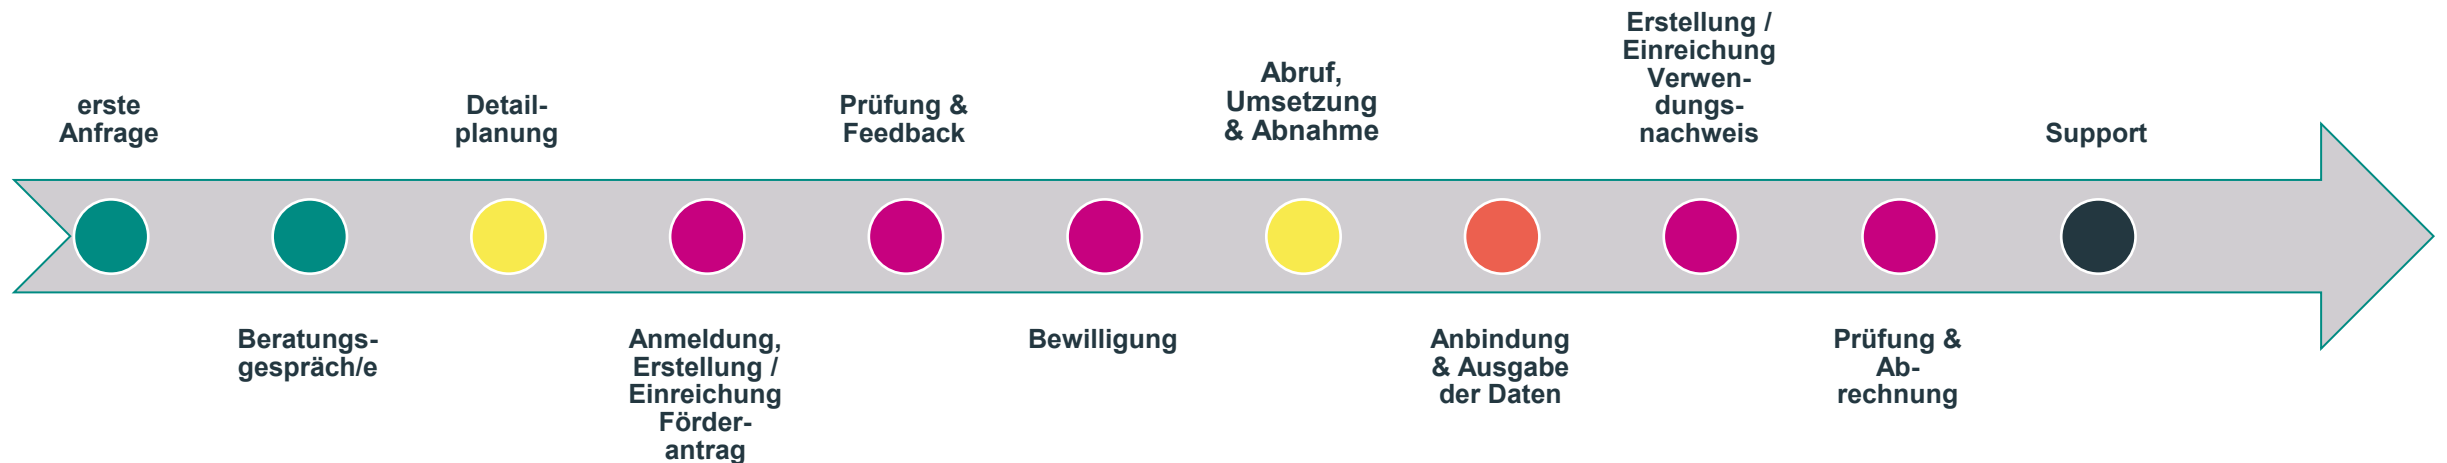 erste
Anfrage
Beratungs-
gespräch/e
Detail-
planung
Anmeldung,
Erstellung /
Einreichung
Förder-
antrag
Prüfung &
Feedback
Bewilligung
Abruf,
Umsetzung
& Abnahme
Anbindung
& Ausgabe
der Daten
Erstellung /
Einreichung
Verwen-
dungs-
nachweis
Prüfung &
Ab-
rechnung
Support